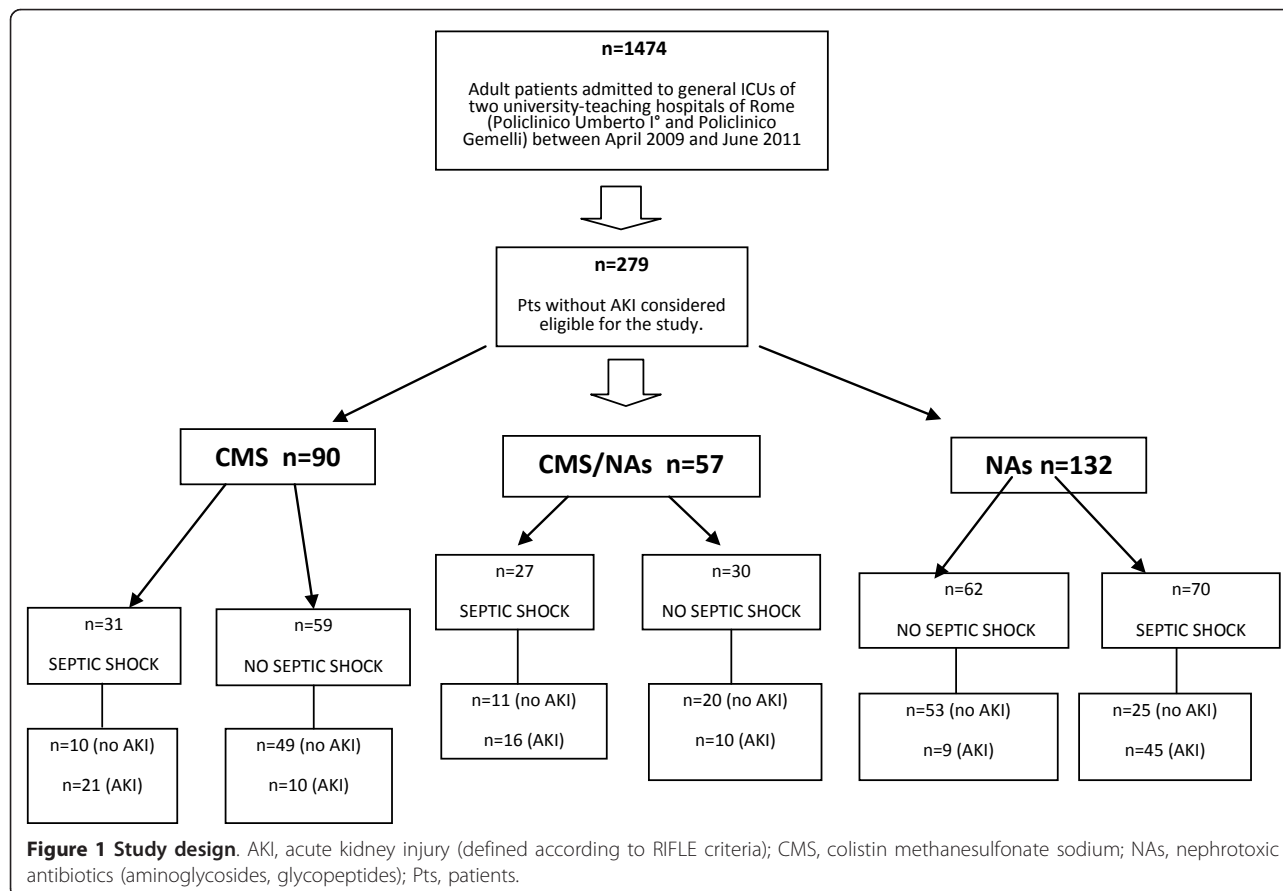 n=1474
Adult patients admitted to general ICUs of
two university-teaching hospitals of Rome
(Policlinico Umberto I° and Policlinico
Gemelli) between April 2009 and June 2011
n=279
Pts without AKI considered
eligible for the study.
CMS n=90
CMS/NAs n=57
NAs n=132
n=31
SEPTIC SHOCK
n=59
NO SEPTIC SHOCK
n=27
SEPTIC SHOCK
n=30
NO SEPTIC SHOCK
n=62
NO SEPTIC SHOCK
n=70
SEPTIC SHOCK
n=10 (no AKI)
n=21 (AKI)
n=49 (no AKI)
n=10 (AKI)
n=11 (no AKI)
n=16 (AKI)
n=20 (no AKI)
n=10 (AKI)
n=53 (no AKI)
n=9 (AKI)
n=25 (no AKI)
n=45 (AKI)
Figure 1 Study design. AKI, acute kidney injury (defined according to RIFLE criteria); CMS, colistin methanesulfonate sodium; NAs, nephrotoxic
antibiotics (aminoglycosides, glycopeptides); Pts, patients.